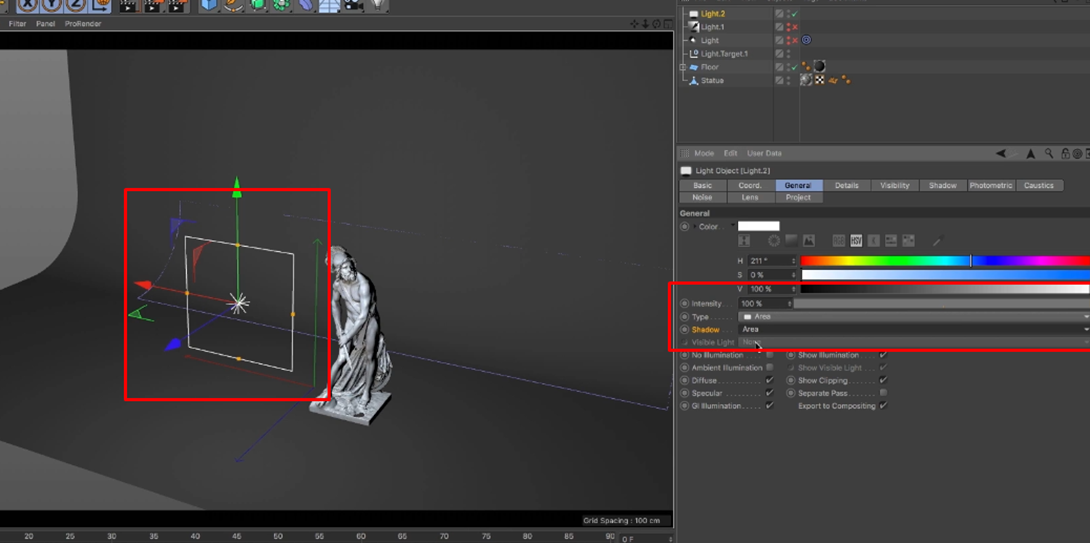 Filter Panel ProRender
Light.2
Light.1
Light
Light.Target.1
Floor
Statue
Mode Edit User Data
Light Object [Light.2]
Basic Coord. General Details Visibility Shadow Photometric Caustics
Noise Lens Project
General
Color
H 211 °
S 0 %
V 100 %
Intensity 100 %
Type Area
Shadow Area
Visible Light None
No Illumination Show Illumination
Ambient Illumination Show Visible Light
Diffuse Show Clipping
Specular Separate Pass
GI Illumination Export to Compositing
Grid Spacing : 100 cm
20 25 30 35 40 45 50 55 60 65 70 75 80 85 90 0 F